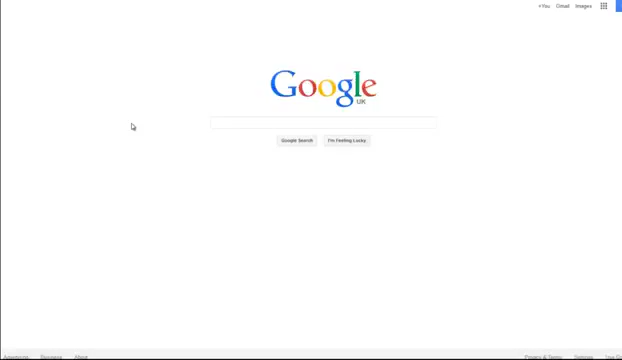 +You Gmail Images
Google
UK
Google Search I'm Feeling Lucky
Advertising Business About Privacy & Terms Settings